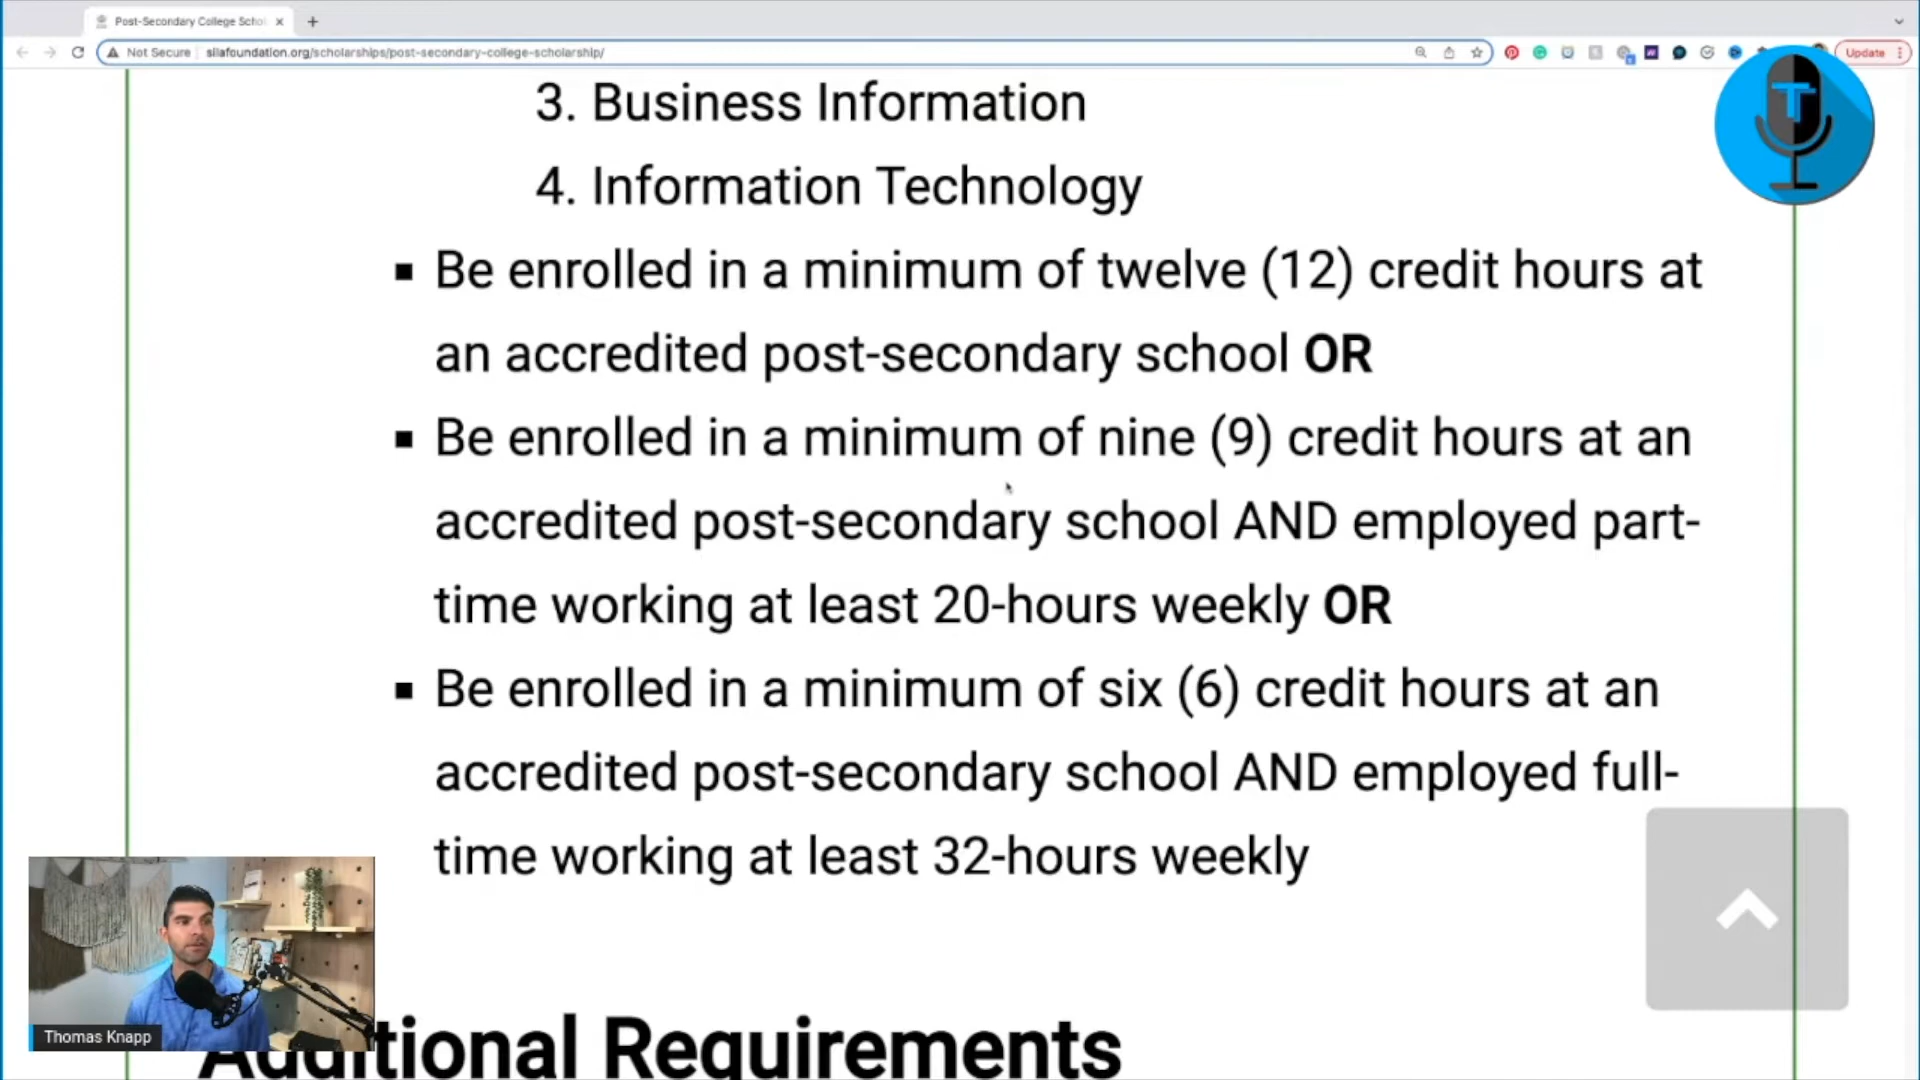 Post-Secondary College Schol
Not Secure
silafoundation.org/scholarships/post-secondary-college-scholarship/
Update
T
3. Business Information
4. Information Technology
▪ Be enrolled in a minimum of twelve (12) credit hours at
an accredited post-secondary school OR
▪ Be enrolled in a minimum of nine (9) credit hours at an
accredited post-secondary school AND employed part-
time working at least 20-hours weekly OR
▪ Be enrolled in a minimum of six (6) credit hours at an
accredited post-secondary school AND employed full-
time working at least 32-hours weekly
Thomas Knapp
Additional Requirements